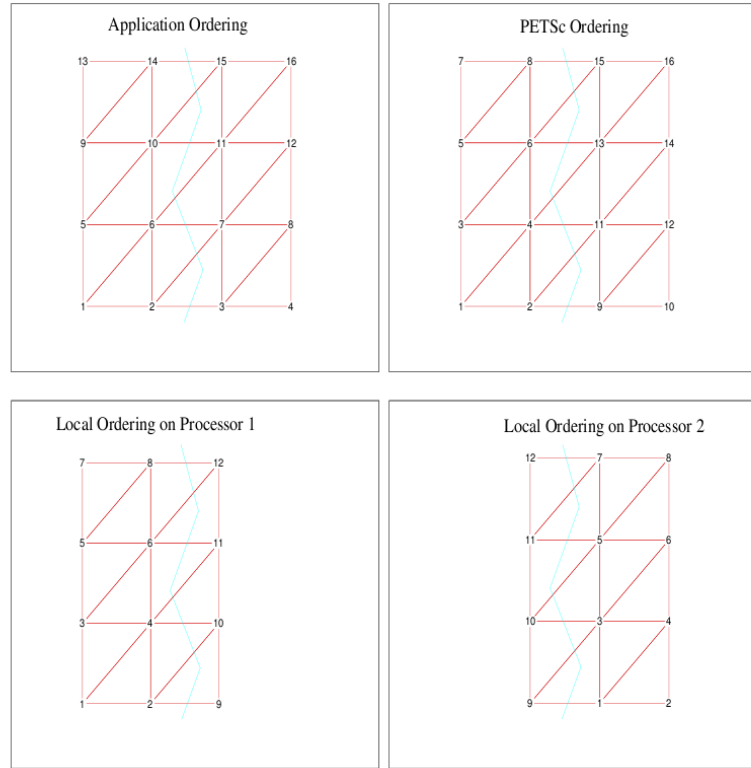 Application Ordering
13 14 15 16
9 10 11 12
5 6 7 8
1 2 3 4
PETSc Ordering
7 8 15 16
5 6 13 14
3 4 11 12
1 2 9 10
Local Ordering on Processor 1
7 8 12
5 6 11
3 4 10
1 2 9
Local Ordering on Processor 2
12 7 8
11 5 6
10 3 4
9 1 2